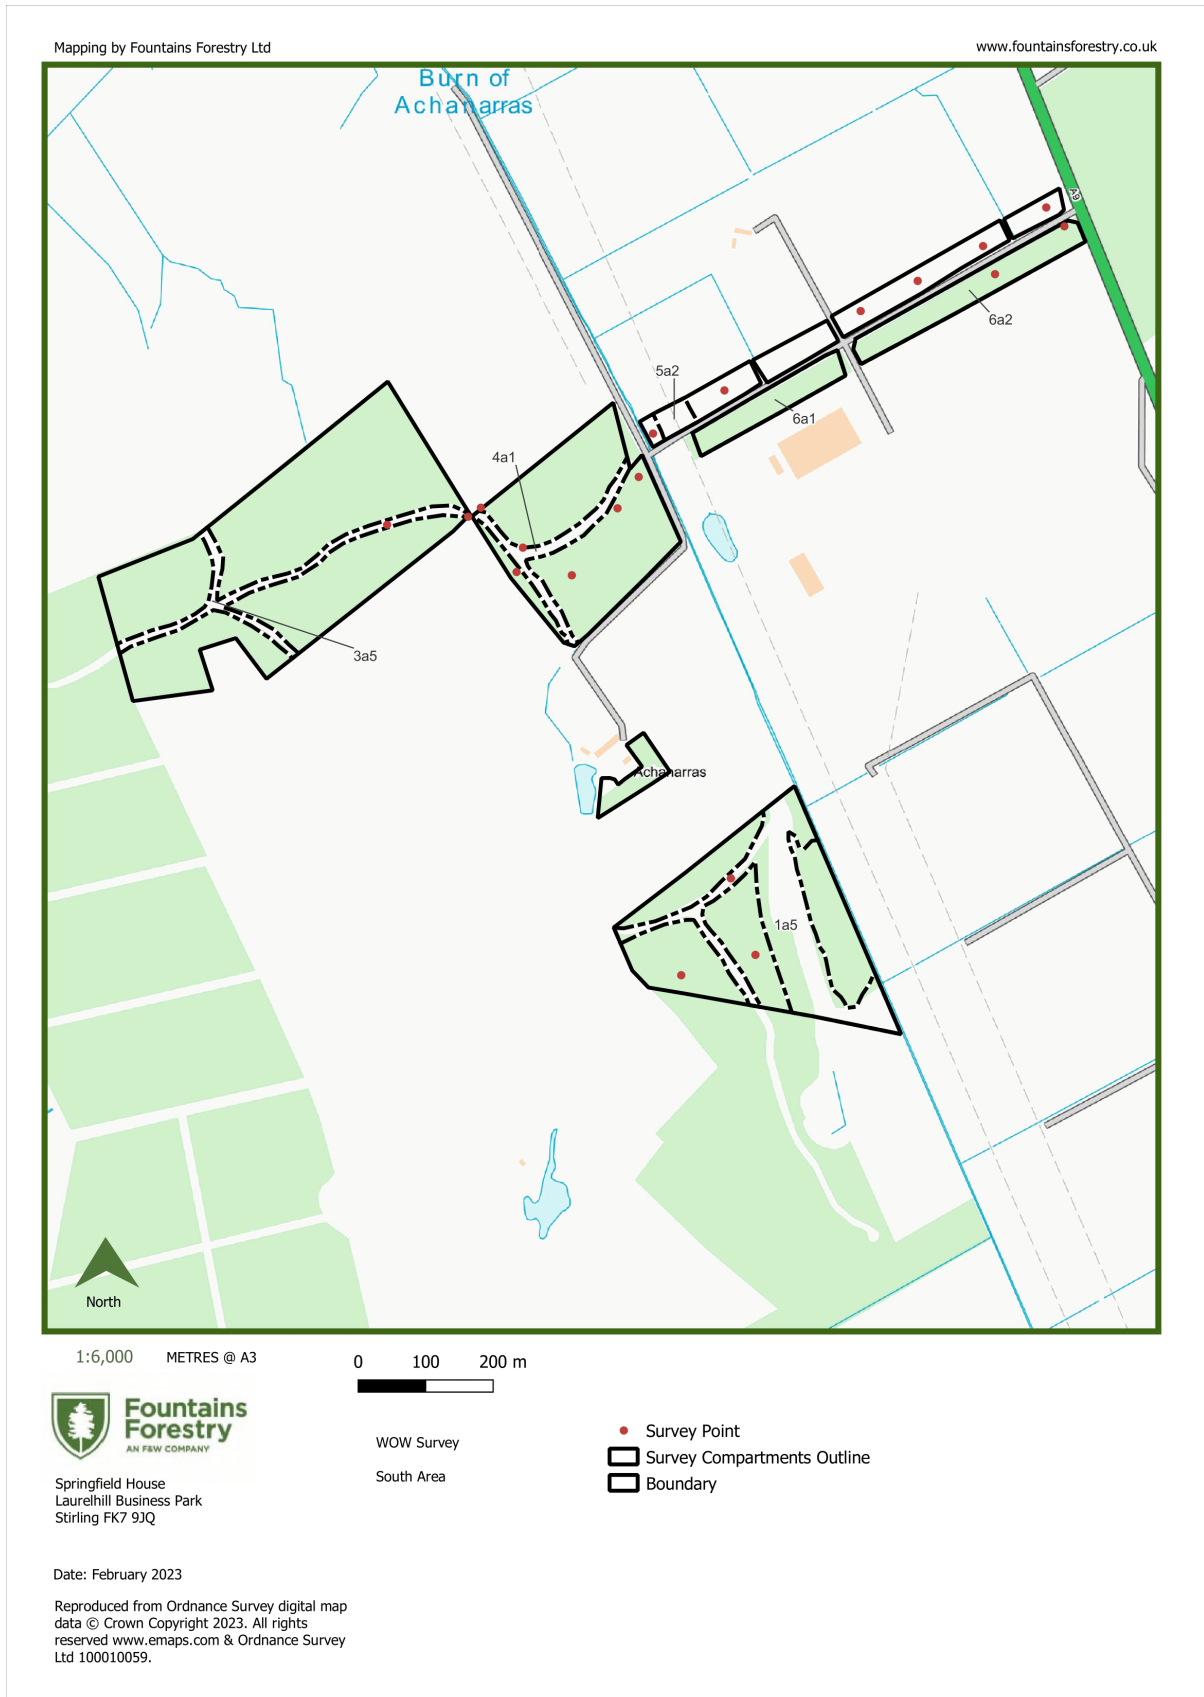 Mapping by Fountains Forestry Ltd
www.fountainsforestry.co.uk
Burn of
Achanarras
A9
6a2
5a2
6a1
4a1
3a5
Achanarras
1a5
North
1:6,000 METRES @ A3
0 100 200 m
Fountains
Forestry
AN F&W COMPANY
WOW Survey
South Area
Survey Point
Survey Compartments Outline
Boundary
Springfield House
Laurelhill Business Park
Stirling FK7 9JQ
Date: February 2023
Reproduced from Ordnance Survey digital map
data © Crown Copyright 2023. All rights
reserved www.emaps.com & Ordnance Survey
Ltd 100010059.